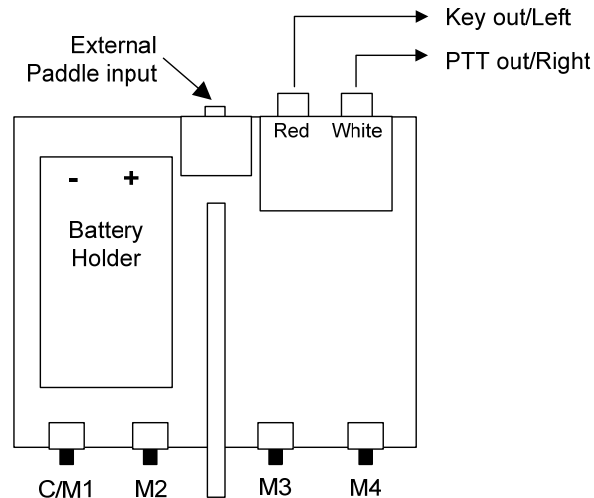 Key out/Left
PTT out/Right
External
Paddle input
Red
White
- +
Battery
Holder
C/M1
M2
M3
M4